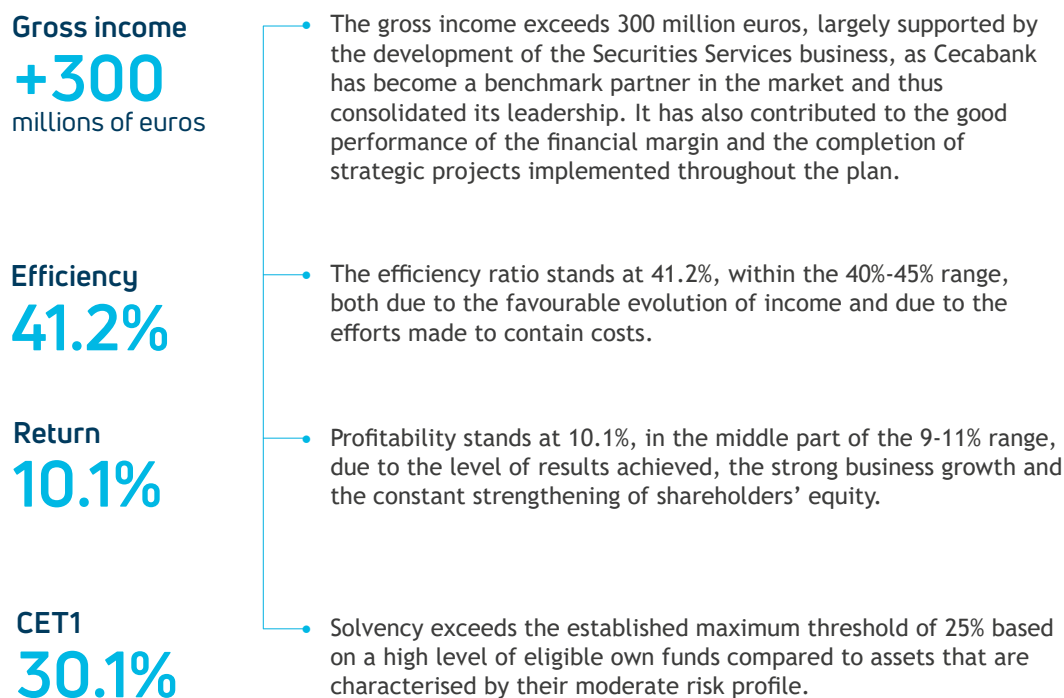 Gross income
+300
millions of euros
The gross income exceeds 300 million euros, largely supported by
the development of the Securities Services business, as Cecabank
has become a benchmark partner in the market and thus
consolidated its leadership. It has also contributed to the good
performance of the financial margin and the completion of
strategic projects implemented throughout the plan.
Efficiency
41.2%
The efficiency ratio stands at 41.2%, within the 40%-45% range,
both due to the favourable evolution of income and due to the
efforts made to contain costs.
Return
10.1%
Profitability stands at 10.1%, in the middle part of the 9-11% range,
due to the level of results achieved, the strong business growth and
the constant strengthening of shareholders’ equity.
CET1
30.1%
Solvency exceeds the established maximum threshold of 25% based
on a high level of eligible own funds compared to assets that are
characterised by their moderate risk profile.